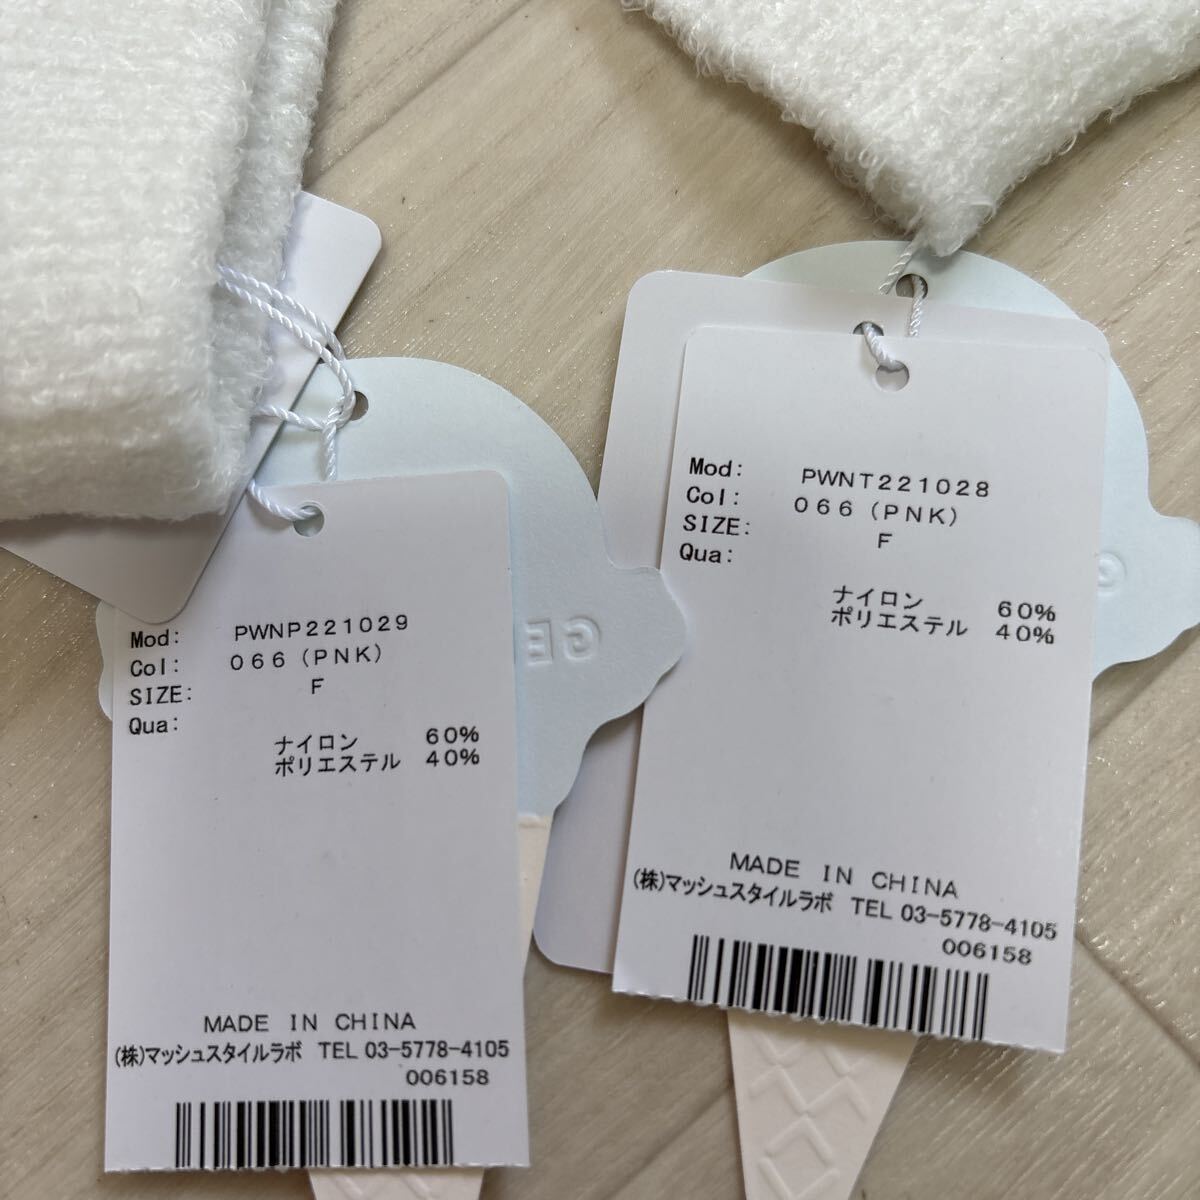 Mod: PWNP221029
Col: 066(PNK)
SIZE: F
Qua:
ナイロン 60%
ポリエステル 40%
MADE IN CHINA
(株)マッシュスタイルラボ TEL 03-5778-4105
006158
GE
Mod: PWNT221028
Col: 066(PNK)
SIZE: F
Qua:
ナイロン 60%
ポリエステル 40%
MADE IN CHINA
(株)マッシュスタイルラボ TEL 03-5778-4105
006158